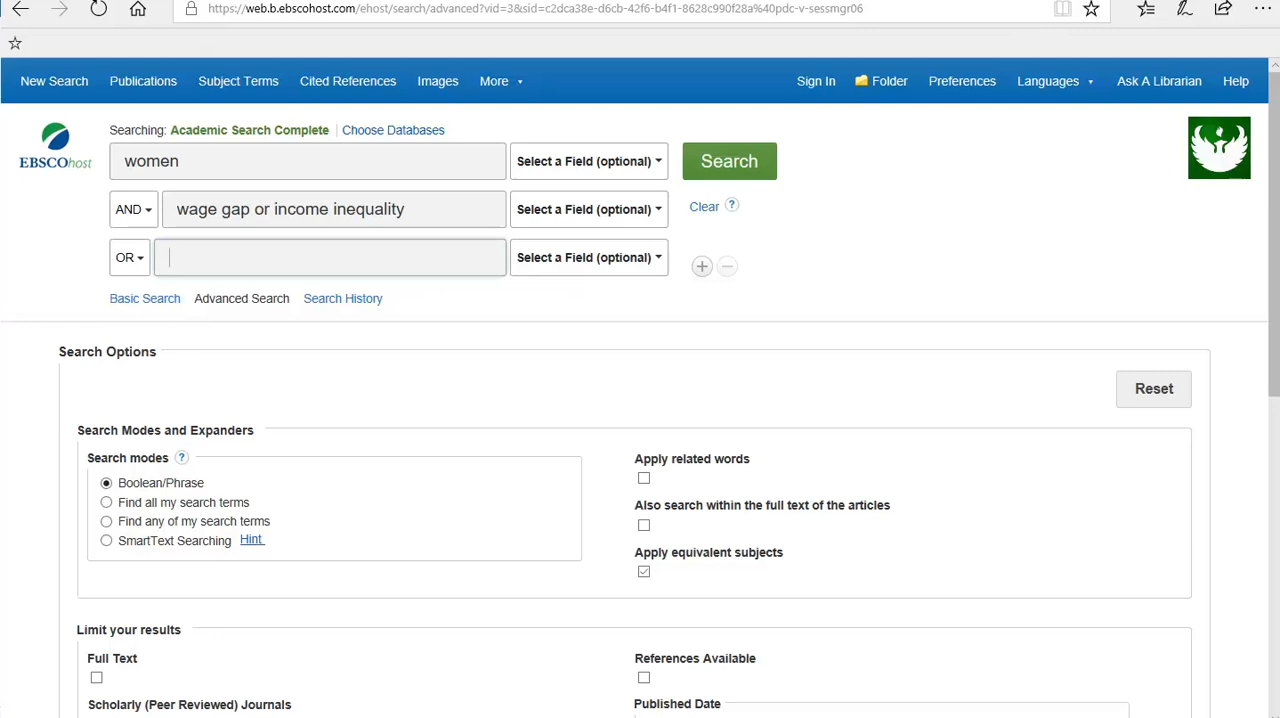 https://web.b.ebscohost.com/ehost/search/advanced?vid=3&sid=c2dca38e-d6cb-42f6-b4f1-8628c990f28a%40pdc-v-sessmgr06
New Search Publications Subject Terms Cited References Images More Sign In Folder Preferences Languages Ask A Librarian Help
Searching: Academic Search Complete Choose Databases
EBSCOhost
women Select a Field (optional) Search
AND wage gap or income inequality Select a Field (optional) Clear ?
OR Select a Field (optional)
Basic Search Advanced Search Search History
Search Options
Reset
Search Modes and Expanders
Search modes ?
Boolean/Phrase
Find all my search terms
Find any of my search terms
SmartText Searching Hint
Apply related words
Also search within the full text of the articles
Apply equivalent subjects
Limit your results
Full Text
References Available
Scholarly (Peer Reviewed) Journals
Published Date